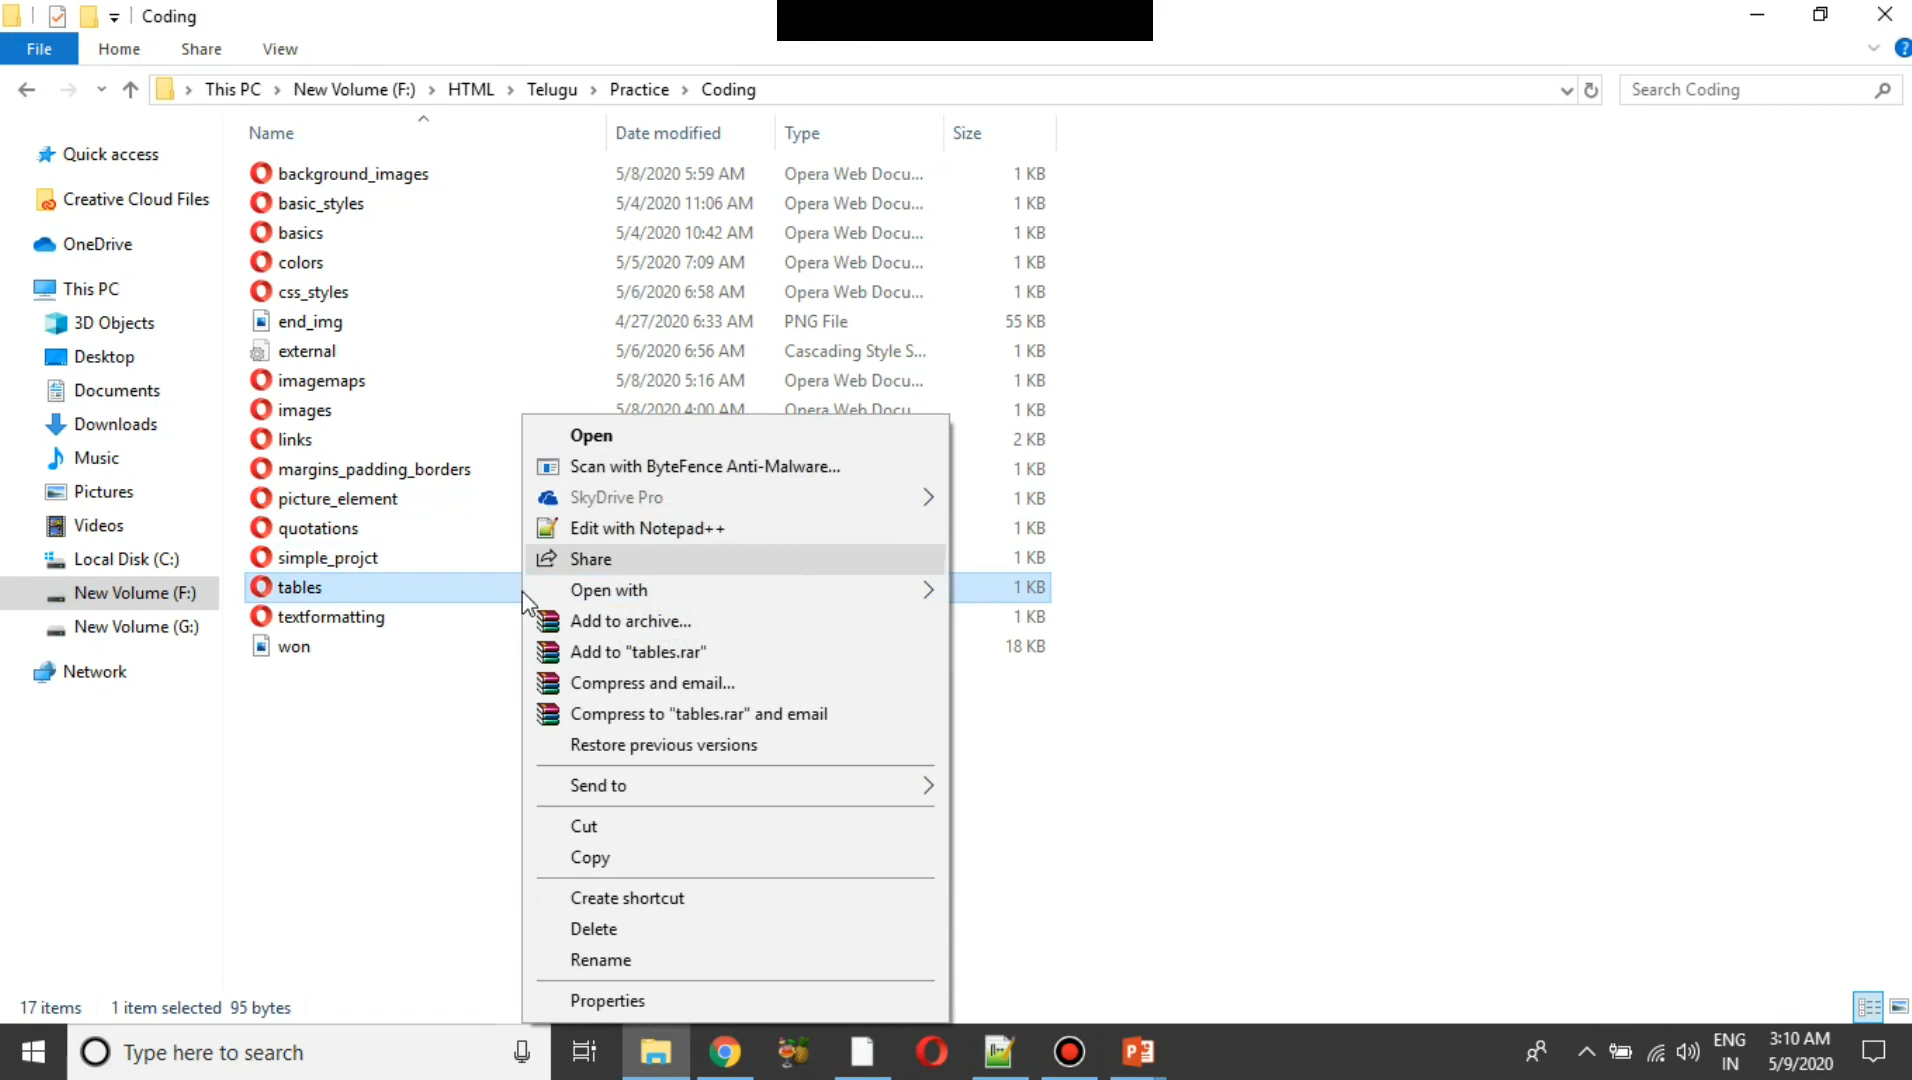 Coding
File Home Share View
This PC New Volume (F:) HTML Telugu Practice Coding
Search Coding
Name Date modified Type Size
Quick access
Creative Cloud Files
OneDrive
This PC
3D Objects
Desktop
Documents
Downloads
Music
Pictures
Videos
Local Disk (C:)
New Volume (F:)
New Volume (G:)
Network
background_images 5/8/2020 5:59 AM Opera Web Docu... 1 KB
basic_styles 5/4/2020 11:06 AM Opera Web Docu... 1 KB
basics 5/4/2020 10:42 AM Opera Web Docu... 1 KB
colors 5/5/2020 7:09 AM Opera Web Docu... 1 KB
css_styles 5/6/2020 6:58 AM Opera Web Docu... 1 KB
end_img 4/27/2020 6:33 AM PNG File 55 KB
external 5/6/2020 6:56 AM Cascading Style S... 1 KB
imagemaps 5/8/2020 5:16 AM Opera Web Docu... 1 KB
images 5/8/2020 4:00 AM Opera Web Docu 1 KB
links 2 KB
margins_padding_borders 1 KB
picture_element 1 KB
quotations 1 KB
simple_projct 1 KB
tables 1 KB
textformatting 1 KB
won 18 KB
Open
Scan with ByteFence Anti-Malware...
SkyDrive Pro
Edit with Notepad++
Share
Open with
Add to archive...
Add to "tables.rar"
Compress and email...
Compress to "tables.rar" and email
Restore previous versions
Send to
Cut
Copy
Create shortcut
Delete
Rename
Properties
17 items 1 item selected 95 bytes
Type here to search
ENG
IN
3:10 AM
5/9/2020